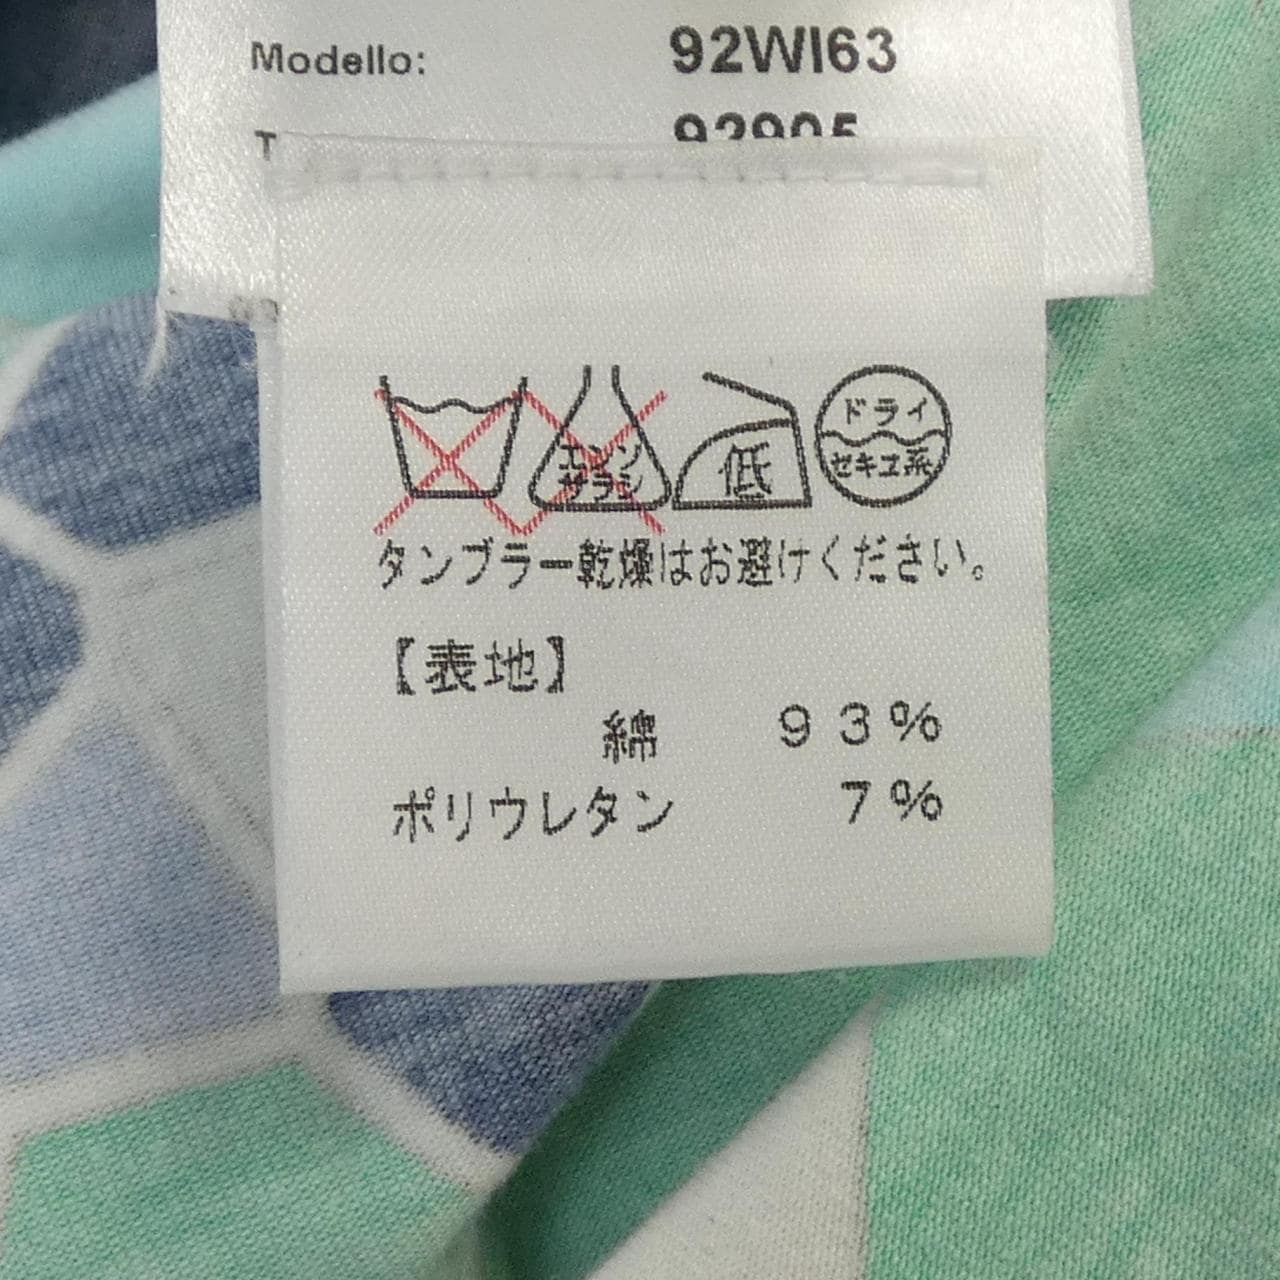 Modello: 92WI63
ドライ
エンソ
サラシ
低
セキユ系
タンブラー乾燥はお避けください。
【表地】
綿 93%
ポリウレタン 7%